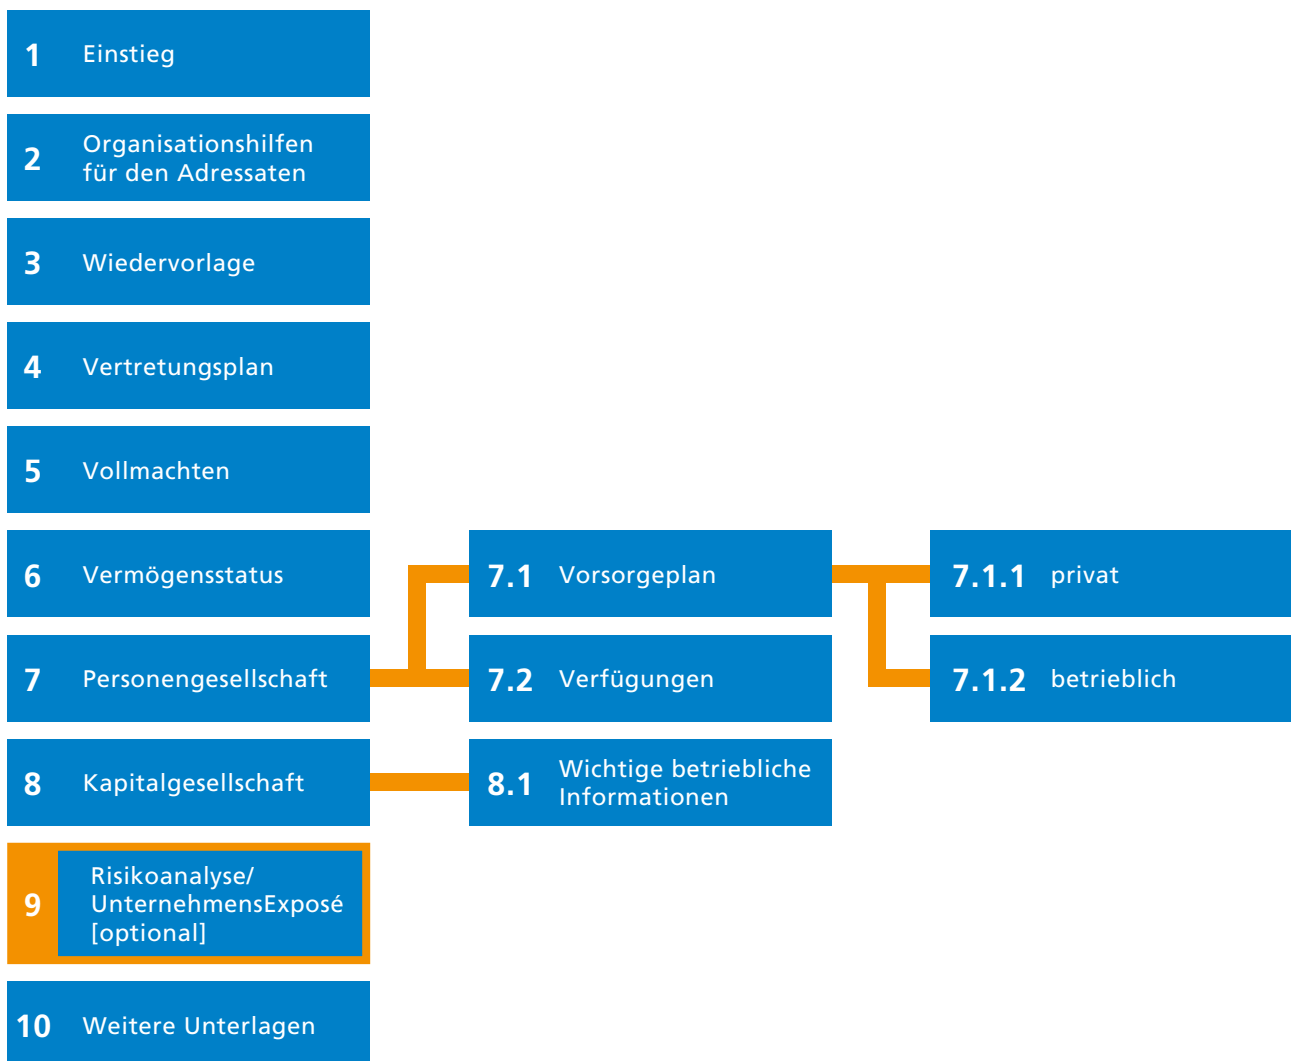 1 Einstieg
2 Organisationshilfen
für den Adressaten
3 Wiedervorlage
4 Vertretungsplan
5 Vollmachten
6 Vermögensstatus
7.1 Vorsorgeplan
7.1.1 privat
7 Personengesellschaft
7.2 Verfügungen
7.1.2 betrieblich
8 Kapitalgesellschaft
8.1 Wichtige betriebliche
Informationen
9 Risikoanalyse/
UnternehmensExposé
[optional]
10 Weitere Unterlagen